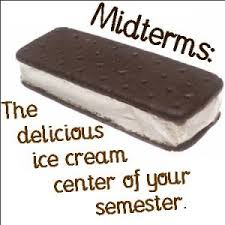 Midterms:
The
delicious
ice cream
center of your
semester.